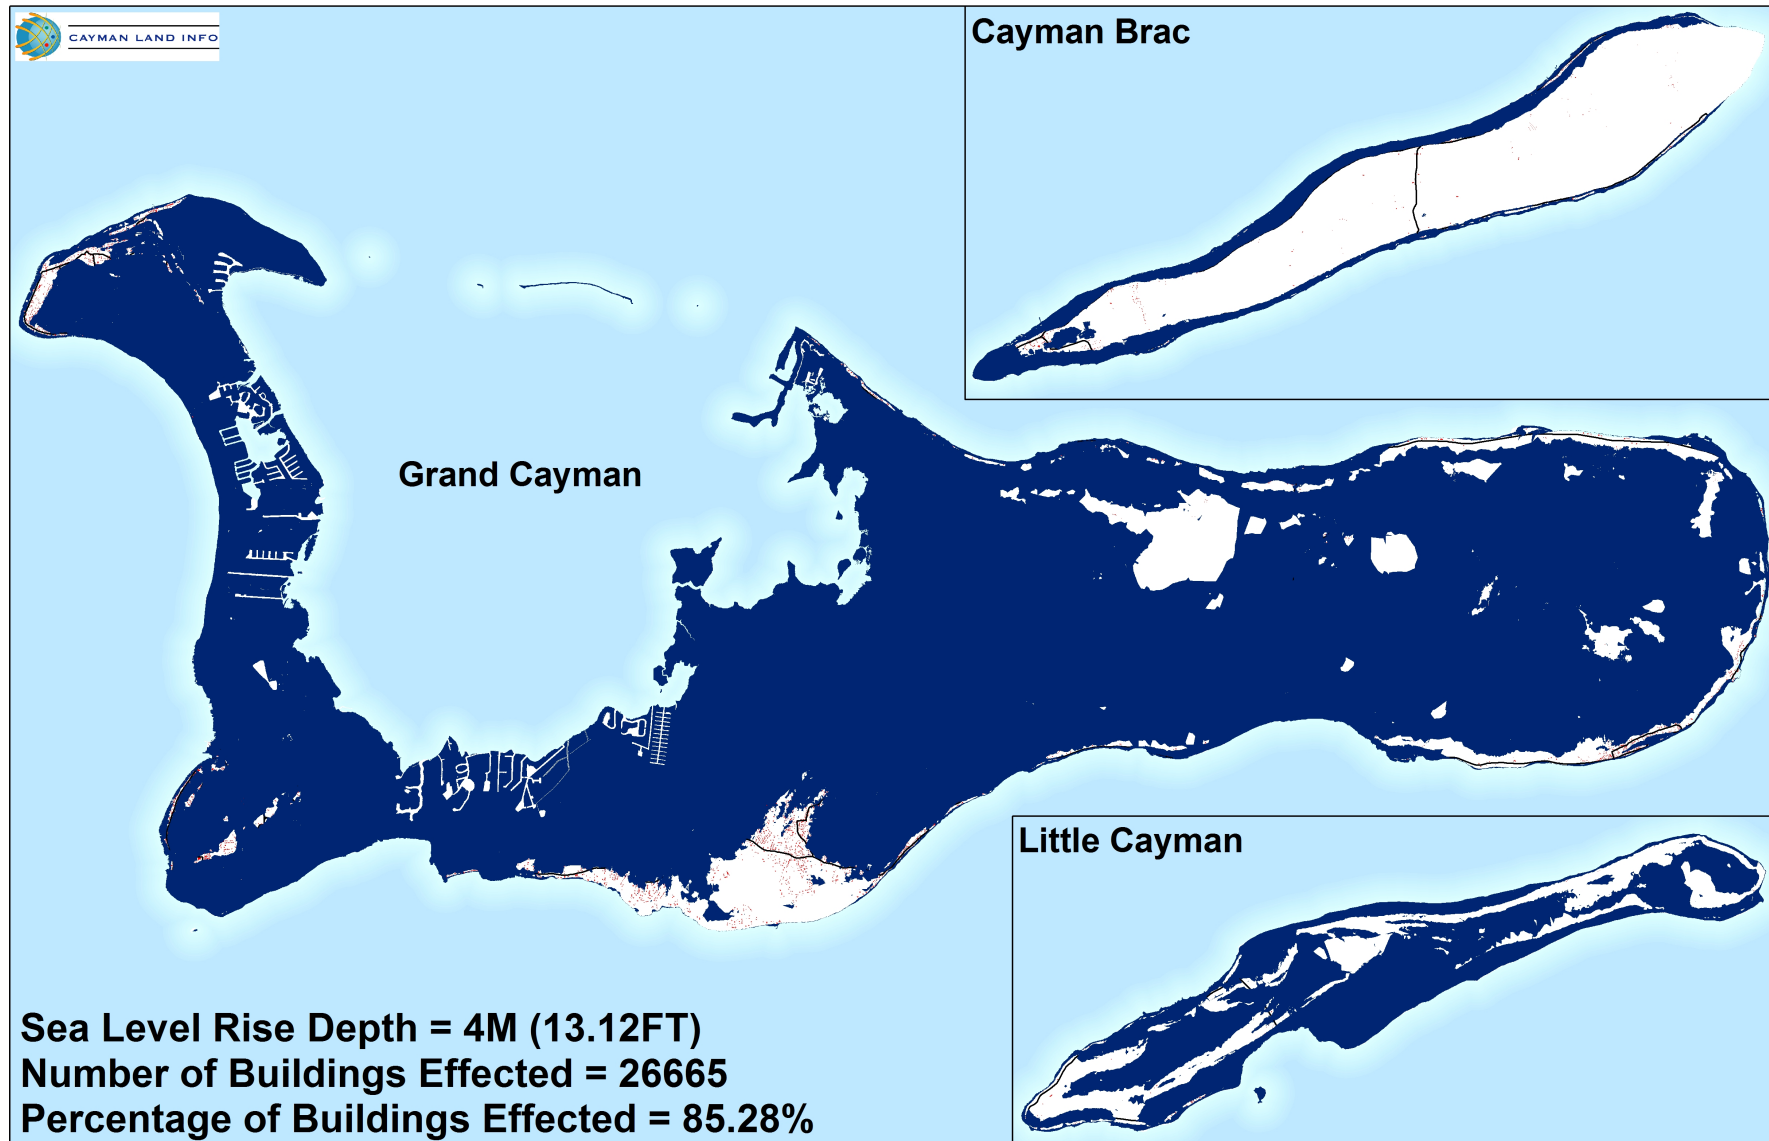 CAYMAN LAND INFO
Cayman Brac
Grand Cayman
Little Cayman
Sea Level Rise Depth = 4M (13.12FT)
Number of Buildings Effected = 26665
Percentage of Buildings Effected = 85.28%